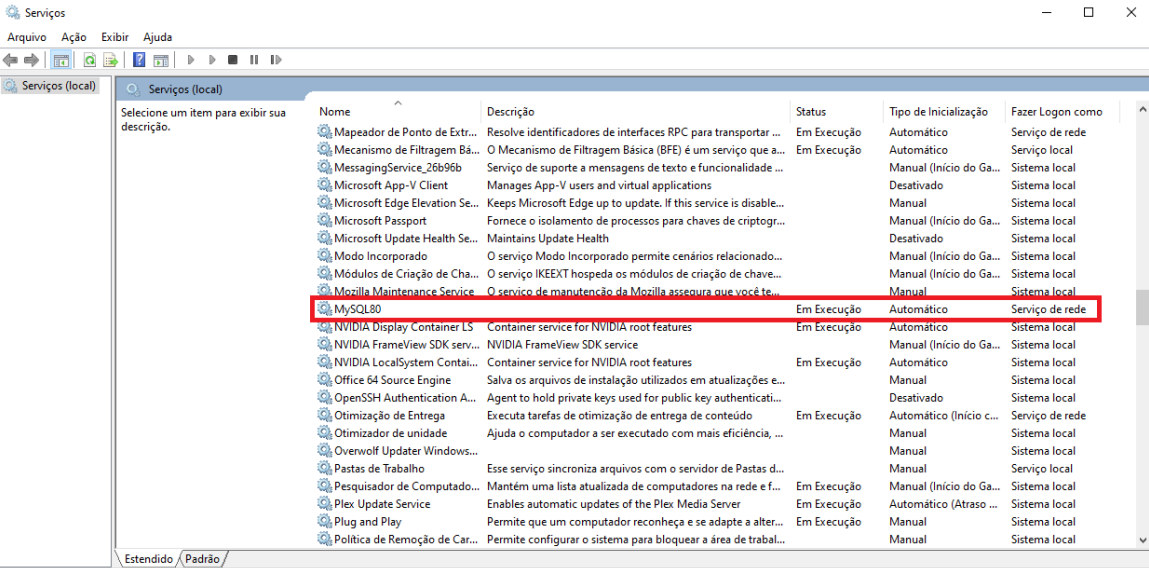 Serviços
Arquivo Ação Exibir Ajuda
Serviços (local)
Serviços (local)
Selecione um item para exibir sua
descrição.
Nome Descrição Status Tipo de Inicialização Fazer Logon como
Mapeador de Ponto de Extr... Resolve identificadores de interfaces RPC para transportar ... Em Execução Automático Serviço de rede
Mecanismo de Filtragem Bá... O Mecanismo de Filtragem Básica (BFE) é um serviço que a... Em Execução Automático Serviço local
MessagingService_26b96b Serviço de suporte a mensagens de texto e funcionalidade ... Manual (Início do Ga... Sistema local
Microsoft App-V Client Manages App-V users and virtual applications Desativado Sistema local
Microsoft Edge Elevation Se... Keeps Microsoft Edge up to update. If this service is disable... Manual Sistema local
Microsoft Passport Fornece o isolamento de processos para chaves de criptogr... Manual (Início do Ga... Sistema local
Microsoft Update Health Se... Maintains Update Health Desativado Sistema local
Modo Incorporado O serviço Modo Incorporado permite cenários relacionado... Manual (Início do Ga... Sistema local
Módulos de Criação de Cha... O serviço IKEEXT hospeda os módulos de criação de chave... Manual (Início do Ga... Sistema local
Mozilla Maintenance Service O serviço de manutenção da Mozilla assegura que você te... Manual Sistema local
MySQL80 Em Execução Automático Serviço de rede
NVIDIA Display Container LS Container service for NVIDIA root features Em Execução Automático Sistema local
NVIDIA FrameView SDK serv... NVIDIA FrameView SDK service Manual (Início do Ga... Sistema local
NVIDIA LocalSystem Contai... Container service for NVIDIA root features Em Execução Automático Sistema local
Office 64 Source Engine Salva os arquivos de instalação utilizados em atualizações e... Manual Sistema local
OpenSSH Authentication A... Agent to hold private keys used for public key authenticati... Desativado Sistema local
Otimização de Entrega Executa tarefas de otimização de entrega de conteúdo Em Execução Automático (Início c... Serviço de rede
Otimizador de unidade Ajuda o computador a ser executado com mais eficiência, ... Manual Sistema local
Overwolf Updater Windows... Manual Sistema local
Pastas de Trabalho Esse serviço sincroniza arquivos com o servidor de Pastas d... Manual Serviço local
Pesquisador de Computado... Mantém uma lista atualizada de computadores na rede e f... Em Execução Manual (Início do Ga... Sistema local
Plex Update Service Enables automatic updates of the Plex Media Server Em Execução Automático (Atraso ... Sistema local
Plug and Play Permite que um computador reconheça e se adapte a alter... Em Execução Manual Sistema local
Política de Remoção de Car... Permite configurar o sistema para bloquear a área de trabal... Manual Sistema local
Estendido Padrão